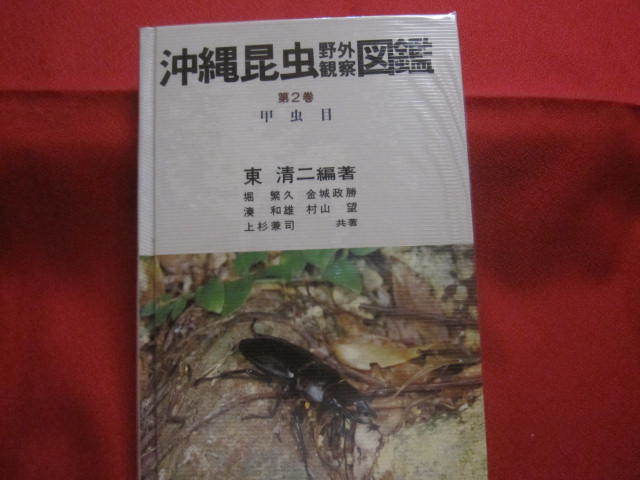 沖縄昆虫野外観察図鑑
第2巻
甲虫目
東 清二編著
堀 繁久 金城政勝
湊 和雄 村山 望
上杉兼司 共著